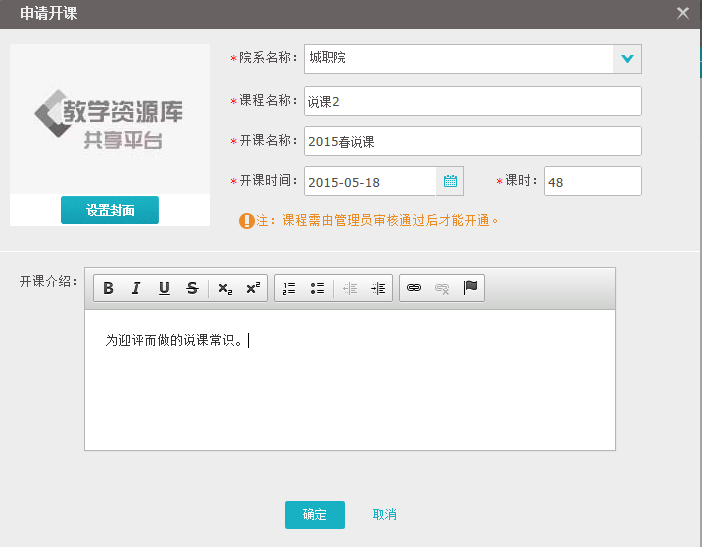 申请开课
教学资源库
共享平台
设置封面
*院系名称： 城职院
*课程名称： 说课2
*开课名称： 2015春说课
*开课时间： 2015-05-18 *课时： 48
注：课程需由管理员审核通过后才能开通。
开课介绍：
B I U S x₂ x²
为迎评而做的说课常识。
确定 取消